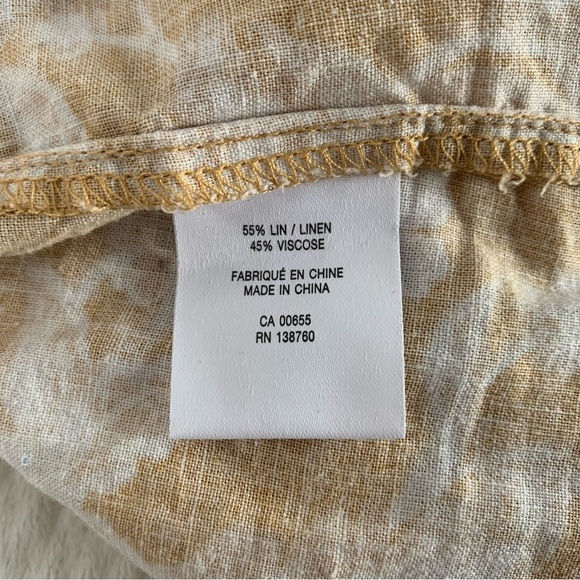 55% LIN / LINEN
45% VISCOSE
FABRIQUÉ EN CHINE
MADE IN CHINA
CA 00655
RN 138760